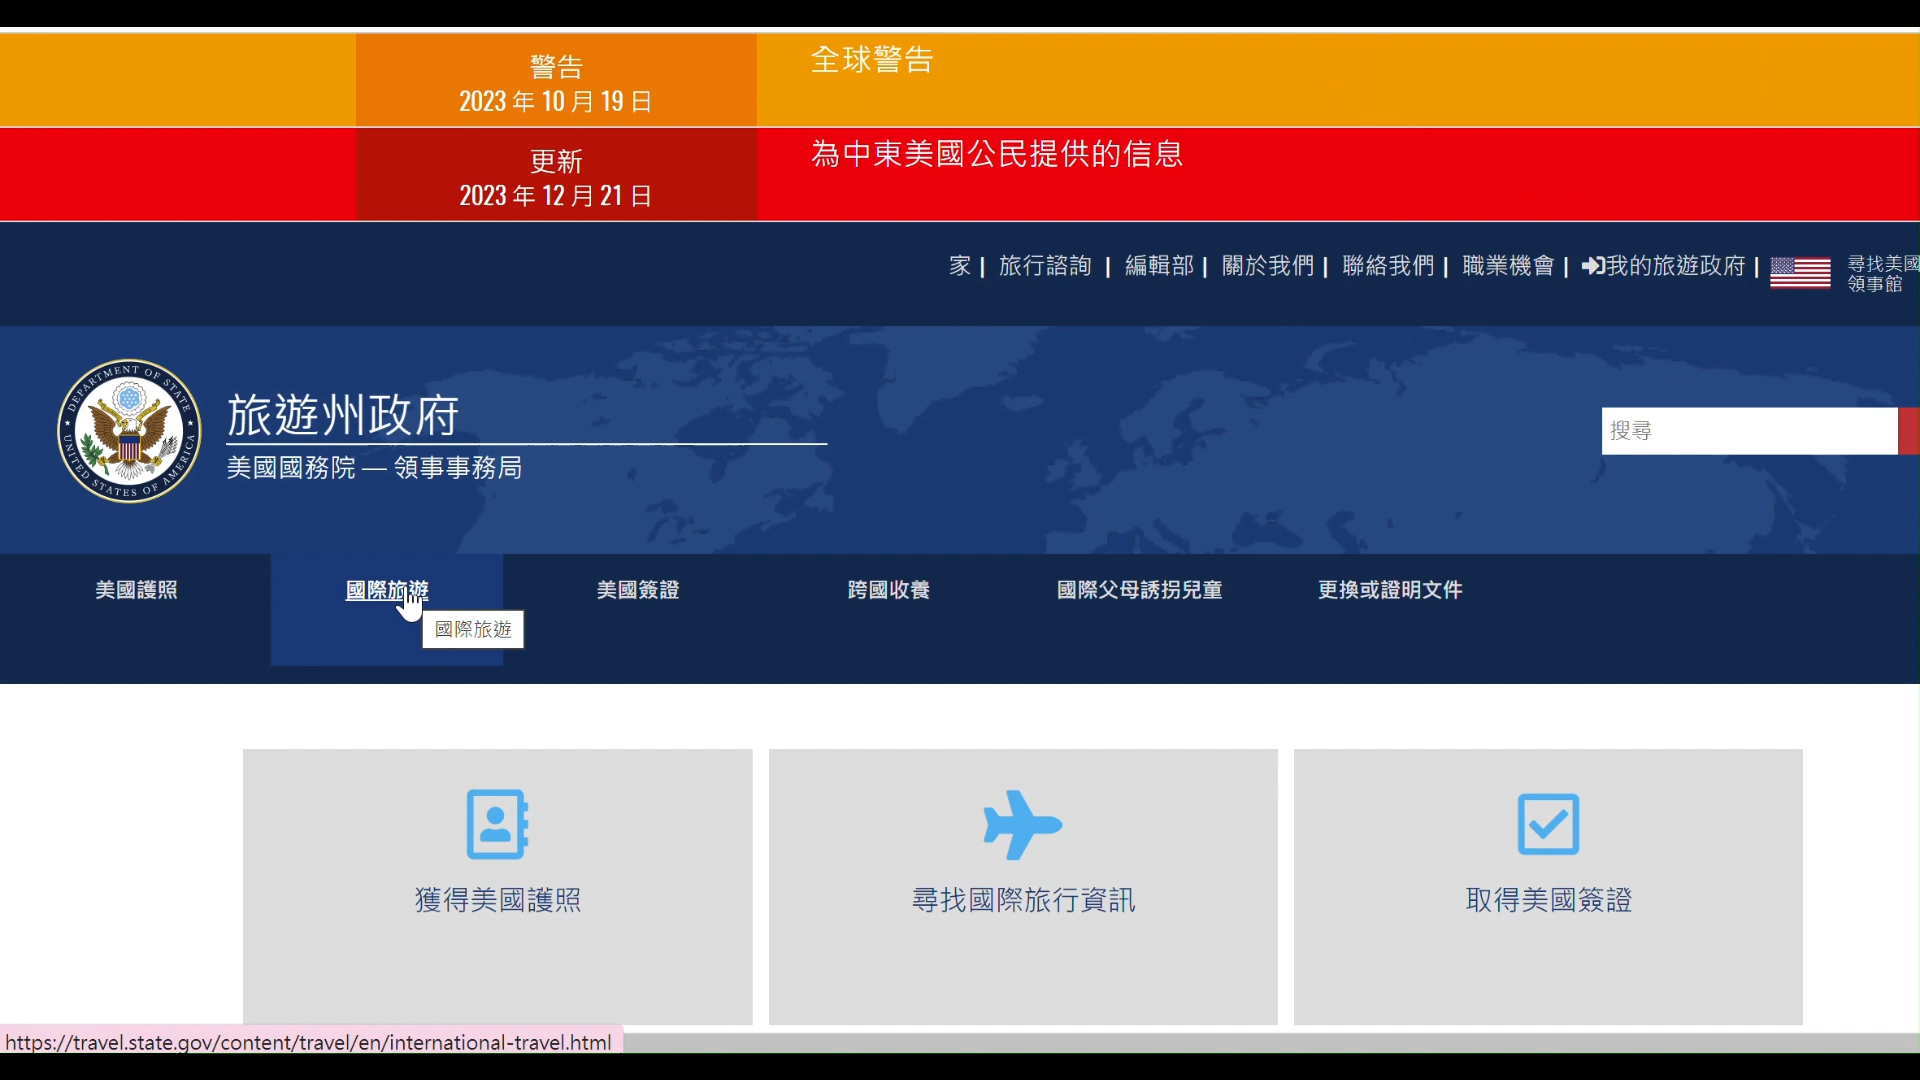 警告
2023 年 10 月 19 日
全球警告
更新
2023 年 12 月 21 日
為中東美國公民提供的信息
家 | 旅行諮詢 | 編輯部 | 關於我們 | 聯絡我們 | 職業機會 | 我的旅遊政府 |
尋找美國
領事館
DEPARTMENT OF STATE
UNITED STATES OF AMERICA
旅遊州政府
美國國務院 — 領事事務局
搜尋
美國護照 國際旅遊 美國簽證 跨國收養 國際父母誘拐兒童 更換或證明文件
國際旅遊
獲得美國護照 尋找國際旅行資訊 取得美國簽證
https://travel.state.gov/content/travel/en/international-travel.html